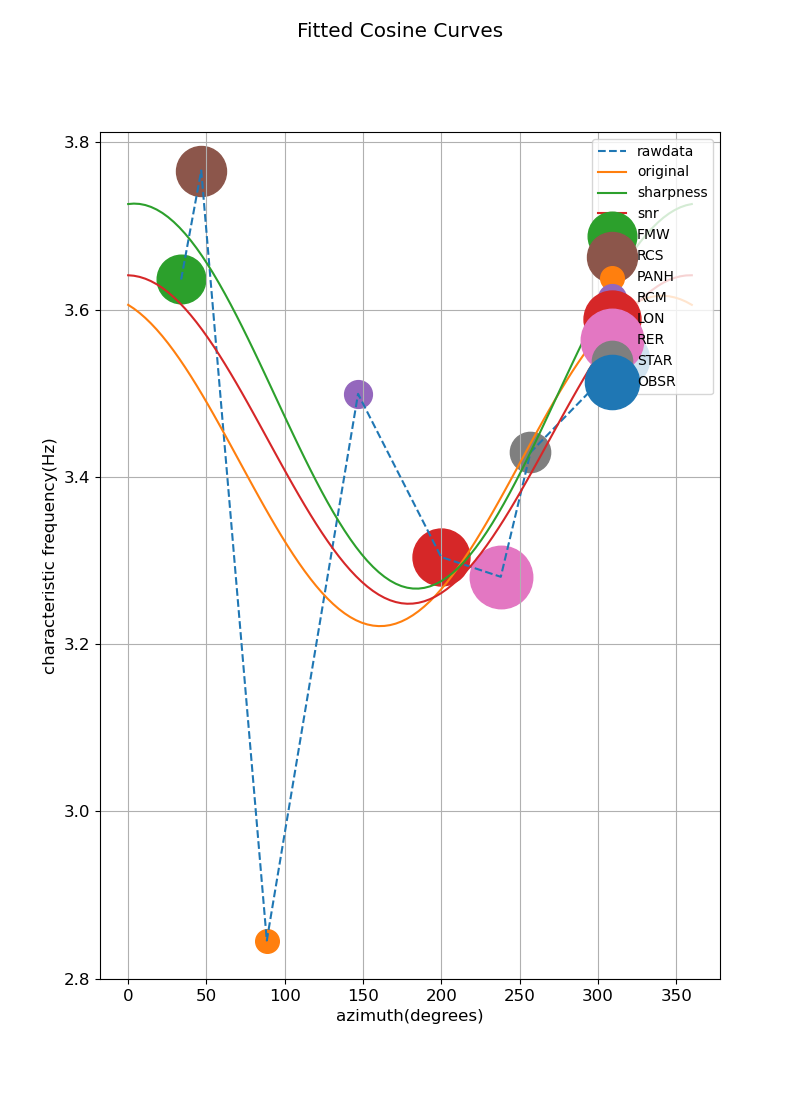 Fitted Cosine Curves
characteristic frequency(Hz)
3.8
3.6
3.4
3.2
3.0
2.8
0 50 100 150 200 250 300 350
azimuth(degrees)
rawdata
original
sharpness
snr
FMW
RCS
PANH
RCM
LON
RER
STAR
OBSR